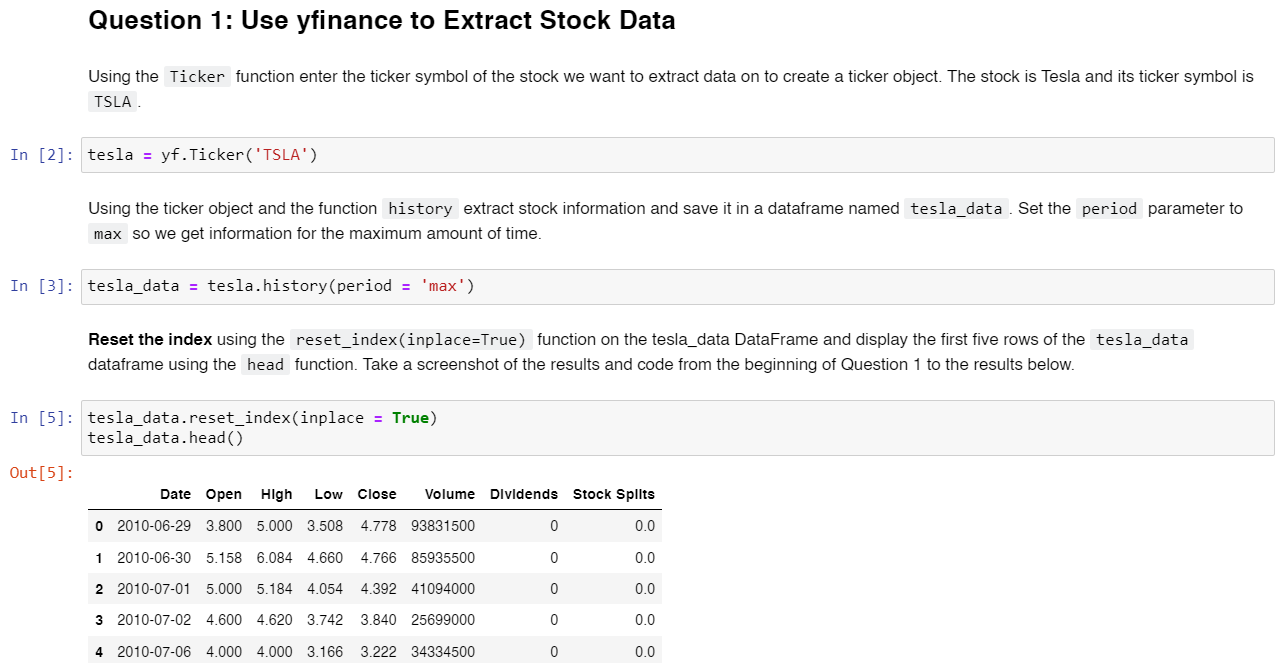 Question 1: Use yfinance to Extract Stock Data
Using the Ticker function enter the ticker symbol of the stock we want to extract data on to create a ticker object. The stock is Tesla and its ticker symbol is
TSLA .
In [2]: tesla = yf.Ticker('TSLA')
Using the ticker object and the function history extract stock information and save it in a dataframe named tesla_data . Set the period parameter to
max so we get information for the maximum amount of time.
In [3]: tesla_data = tesla.history(period = 'max')
Reset the index using the reset_index(inplace=True) function on the tesla_data DataFrame and display the first five rows of the tesla_data
dataframe using the head function. Take a screenshot of the results and code from the beginning of Question 1 to the results below.
In [5]: tesla_data.reset_index(inplace = True)
tesla_data.head()
Out[5]:
Date Open High Low Close Volume Dividends Stock Splits
0 2010-06-29 3.800 5.000 3.508 4.778 93831500 0 0.0
1 2010-06-30 5.158 6.084 4.660 4.766 85935500 0 0.0
2 2010-07-01 5.000 5.184 4.054 4.392 41094000 0 0.0
3 2010-07-02 4.600 4.620 3.742 3.840 25699000 0 0.0
4 2010-07-06 4.000 4.000 3.166 3.222 34334500 0 0.0